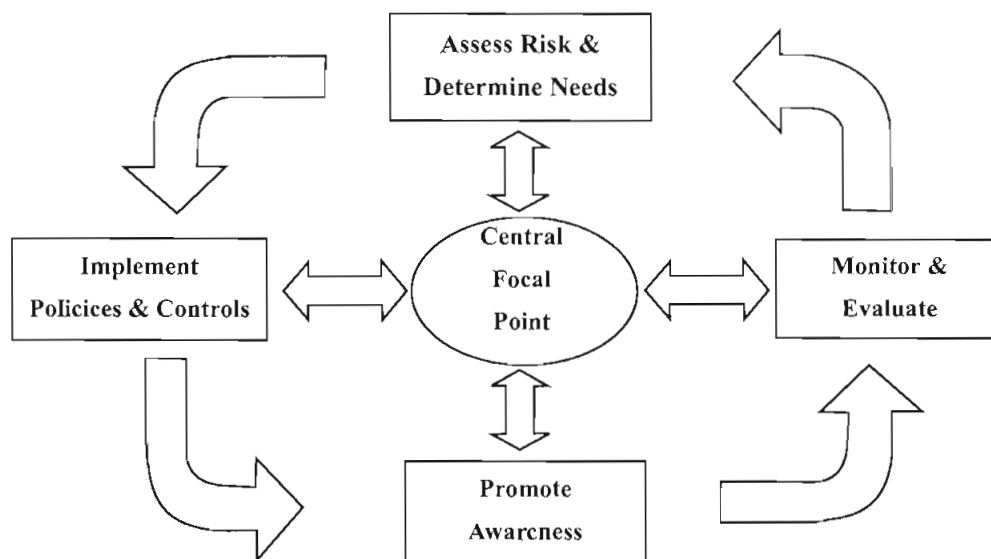 Assess Risk &
Determine Needs
Central
Focal
Point
Implement
Policices & Controls
Monitor &
Evaluate
Promote
Awarcness